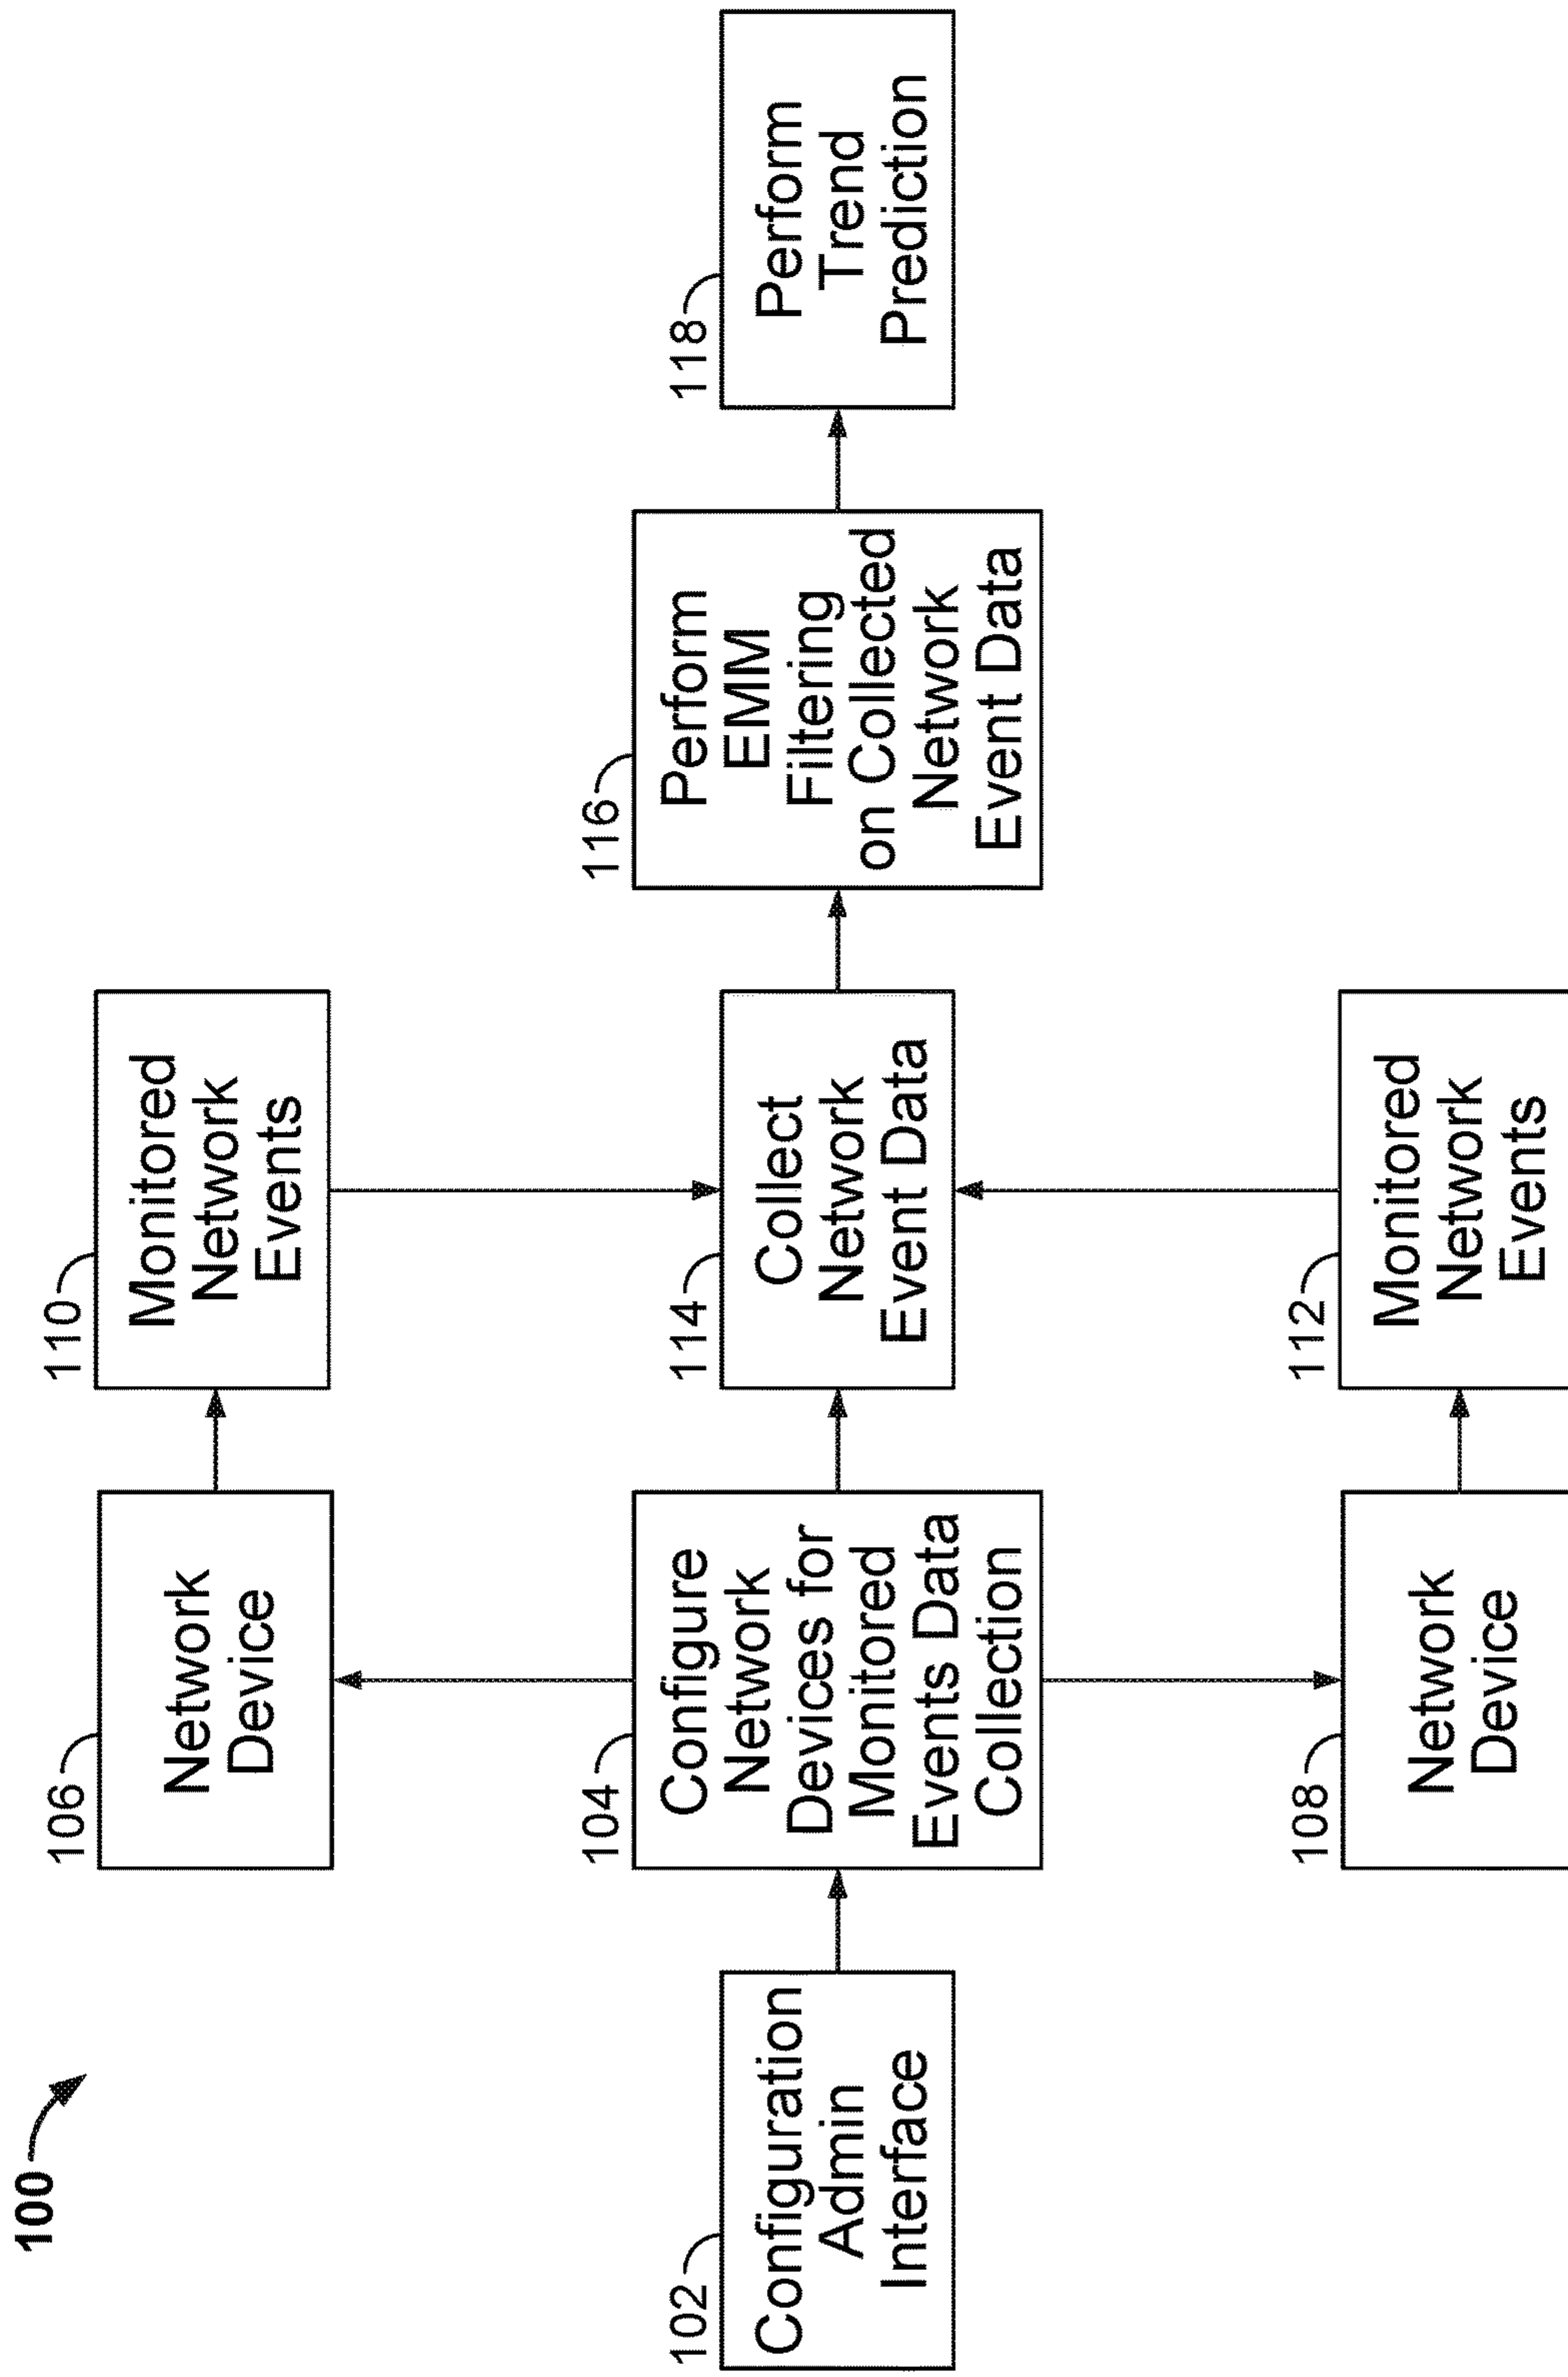 100
102
Configuration
Admin
Interface
104
Configure
Network
Devices for
Monitored
Events Data
Collection
106
Network
Device
108
Network
Device
110
Monitored
Network
Events
112
Monitored
Network
Events
114
Collect
Network
Event Data
116
Perform
EMM
Filtering
on Collected
Network
Event Data
118
Perform
Trend
Prediction